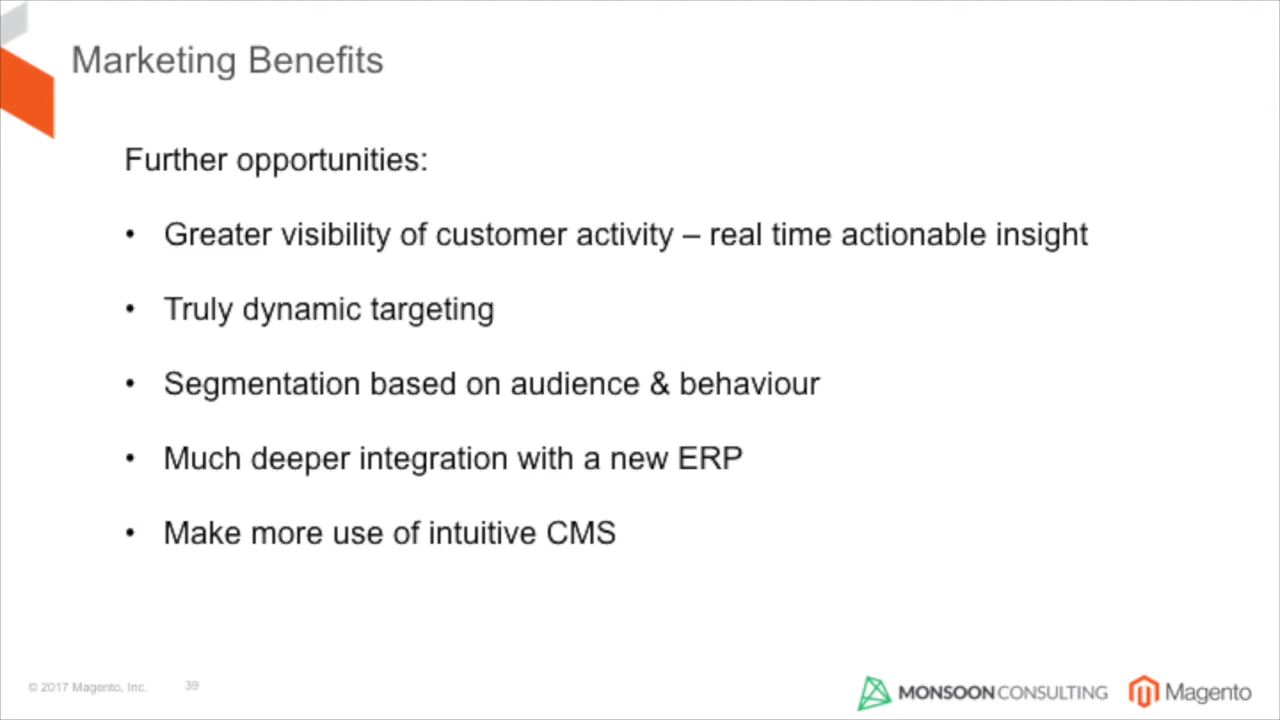 Marketing Benefits
Further opportunities:
• Greater visibility of customer activity – real time actionable insight
• Truly dynamic targeting
• Segmentation based on audience & behaviour
• Much deeper integration with a new ERP
• Make more use of intuitive CMS
© 2017 Magento, Inc. 39
MONSOON CONSULTING
Magento